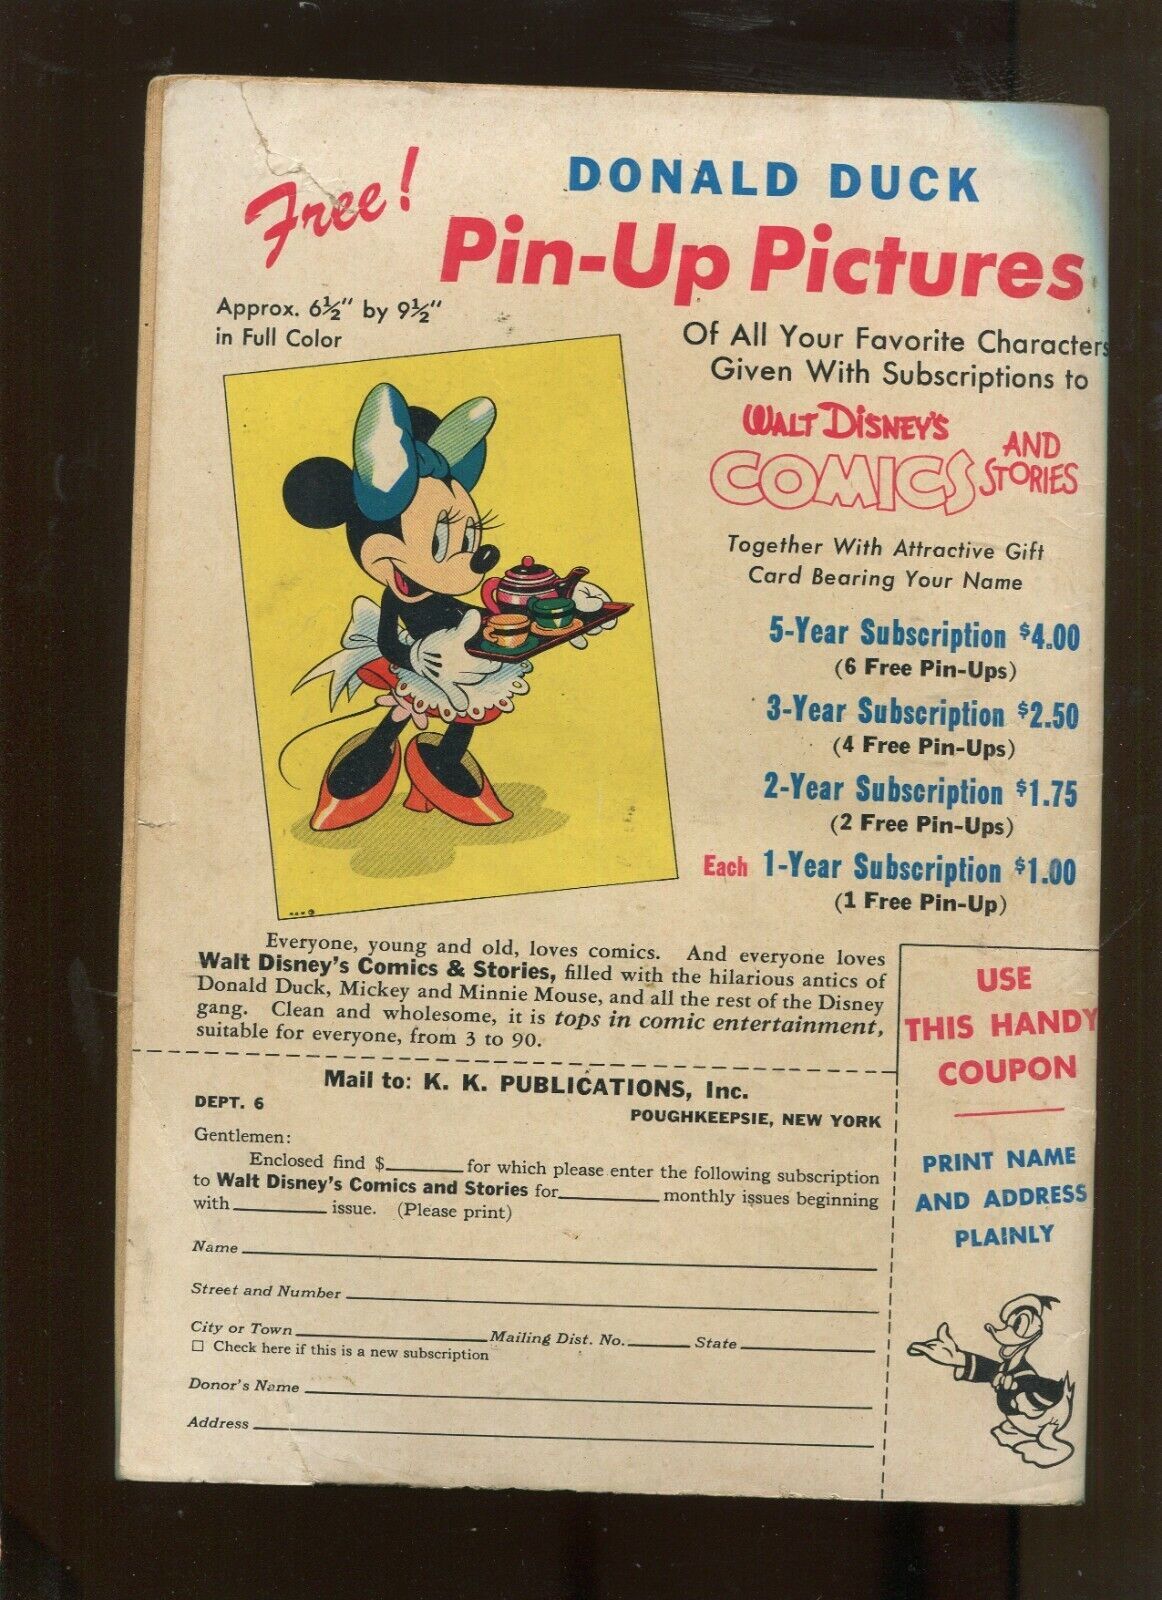 Free!
DONALD DUCK
Pin-Up Pictures
Approx. 6½" by 9½"
in Full Color
Of All Your Favorite Characters
Given With Subscriptions to
WALT DISNEY'S
COMICS AND STORIES
Together With Attractive Gift
Card Bearing Your Name
5-Year Subscription $4.00
(6 Free Pin-Ups)
3-Year Subscription $2.50
(4 Free Pin-Ups)
2-Year Subscription $1.75
(2 Free Pin-Ups)
Each 1-Year Subscription $1.00
(1 Free Pin-Up)
Everyone, young and old, loves comics. And everyone loves
Walt Disney's Comics & Stories, filled with the hilarious antics of
Donald Duck, Mickey and Minnie Mouse, and all the rest of the Disney
gang. Clean and wholesome, it is tops in comic entertainment,
suitable for everyone, from 3 to 90.
USE
THIS HANDY
COUPON
PRINT NAME
AND ADDRESS
PLAINLY
Mail to: K. K. PUBLICATIONS, Inc.
DEPT. 6
POUGHKEEPSIE, NEW YORK
Gentlemen:
Enclosed find $______ for which please enter the following subscription
to Walt Disney's Comics and Stories for________ monthly issues beginning
with________ issue. (Please print)
Name
Street and Number
City or Town________ Mailing Dist. No.______ State________
☐ Check here if this is a new subscription
Donor's Name
Address